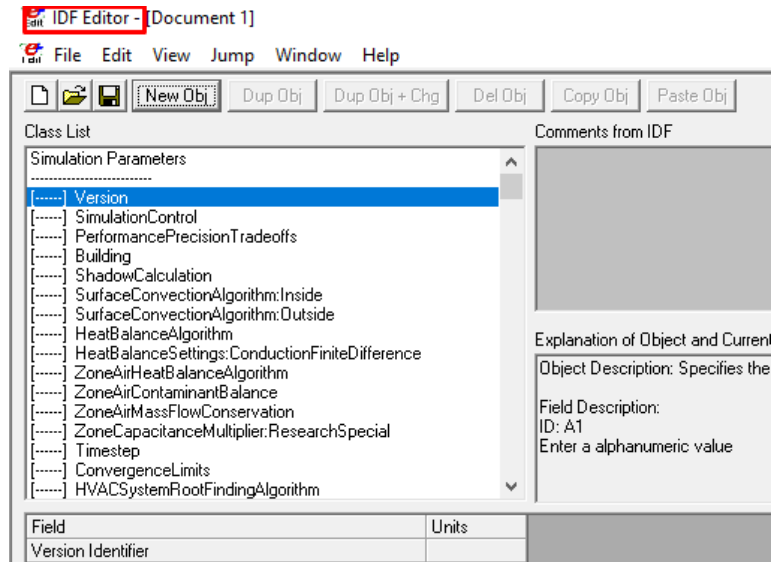 IDF Editor - [Document 1]
File Edit View Jump Window Help
New Obj Dup Obj Dup Obj + Chg Del Obj Copy Obj Paste Obj
Class List
Comments from IDF
Simulation Parameters
--------------------------
[------] Version
[------] SimulationControl
[------] PerformancePrecisionTradeoffs
[------] Building
[------] ShadowCalculation
[------] SurfaceConvectionAlgorithm:Inside
[------] SurfaceConvectionAlgorithm:Outside
[------] HeatBalanceAlgorithm
[------] HeatBalanceSettings:ConductionFiniteDifference
[------] ZoneAirHeatBalanceAlgorithm
[------] ZoneAirContaminantBalance
[------] ZoneAirMassFlowConservation
[------] ZoneCapacitanceMultiplier:ResearchSpecial
[------] Timestep
[------] ConvergenceLimits
[------] HVACSystemRootFindingAlgorithm
Explanation of Object and Current
Object Description: Specifies the
Field Description:
ID: A1
Enter a alphanumeric value
Field Units
Version Identifier